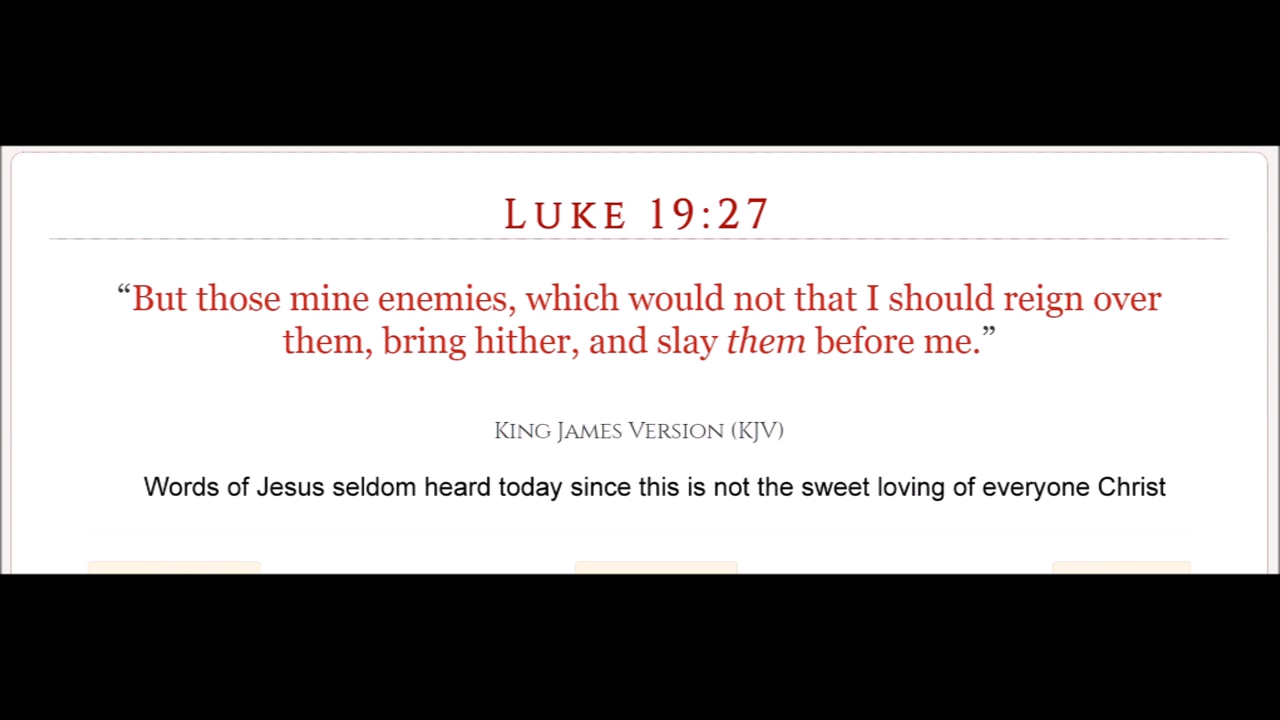 LUKE 19:27
“But those mine enemies, which would not that I should reign over
them, bring hither, and slay them before me.”
KING JAMES VERSION (KJV)
Words of Jesus seldom heard today since this is not the sweet loving of everyone Christ